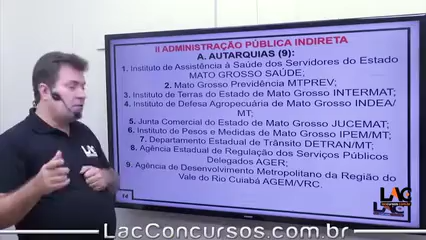 II ADMINISTRAÇÃO PÚBLICA INDIRETA
A. AUTARQUIAS (9):
1. Instituto de Assistência à Saúde dos Servidores do Estado
MATO GROSSO SAÚDE;
2. Mato Grosso Previdência MTPREV;
3. Instituto de Terras do Estado de Mato Grosso INTERMAT;
4. Instituto de Defesa Agropecuária de Mato Grosso INDEA/
MT;
5. Junta Comercial do Estado de Mato Grosso JUCEMAT;
6. Instituto de Pesos e Medidas de Mato Grosso IPEM/MT;
7. Departamento Estadual de Trânsito DETRAN/MT;
8. Agência Estadual de Regulação dos Serviços Públicos
Delegados AGER;
9. Agência de Desenvolvimento Metropolitano da Região do
Vale do Rio Cuiabá AGEM/VRC.
14
LAC
LAC
LAC
LacConcursos.com.br